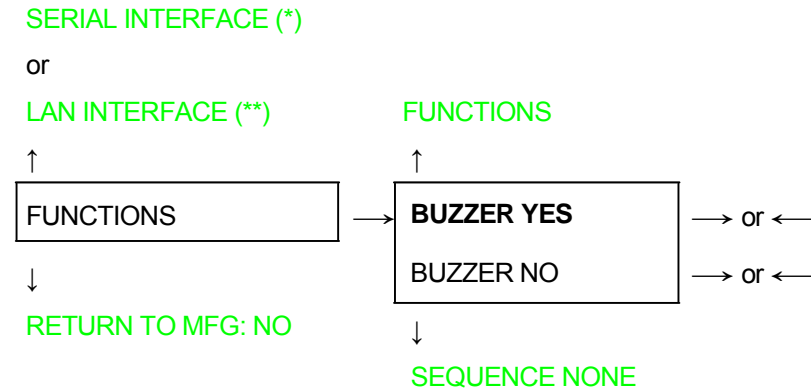 SERIAL INTERFACE (*)
or
LAN INTERFACE (**)
FUNCTIONS
↑
↑
FUNCTIONS
→
BUZZER YES
→ or ←
BUZZER NO
→ or ←
↓
RETURN TO MFG: NO
↓
SEQUENCE NONE